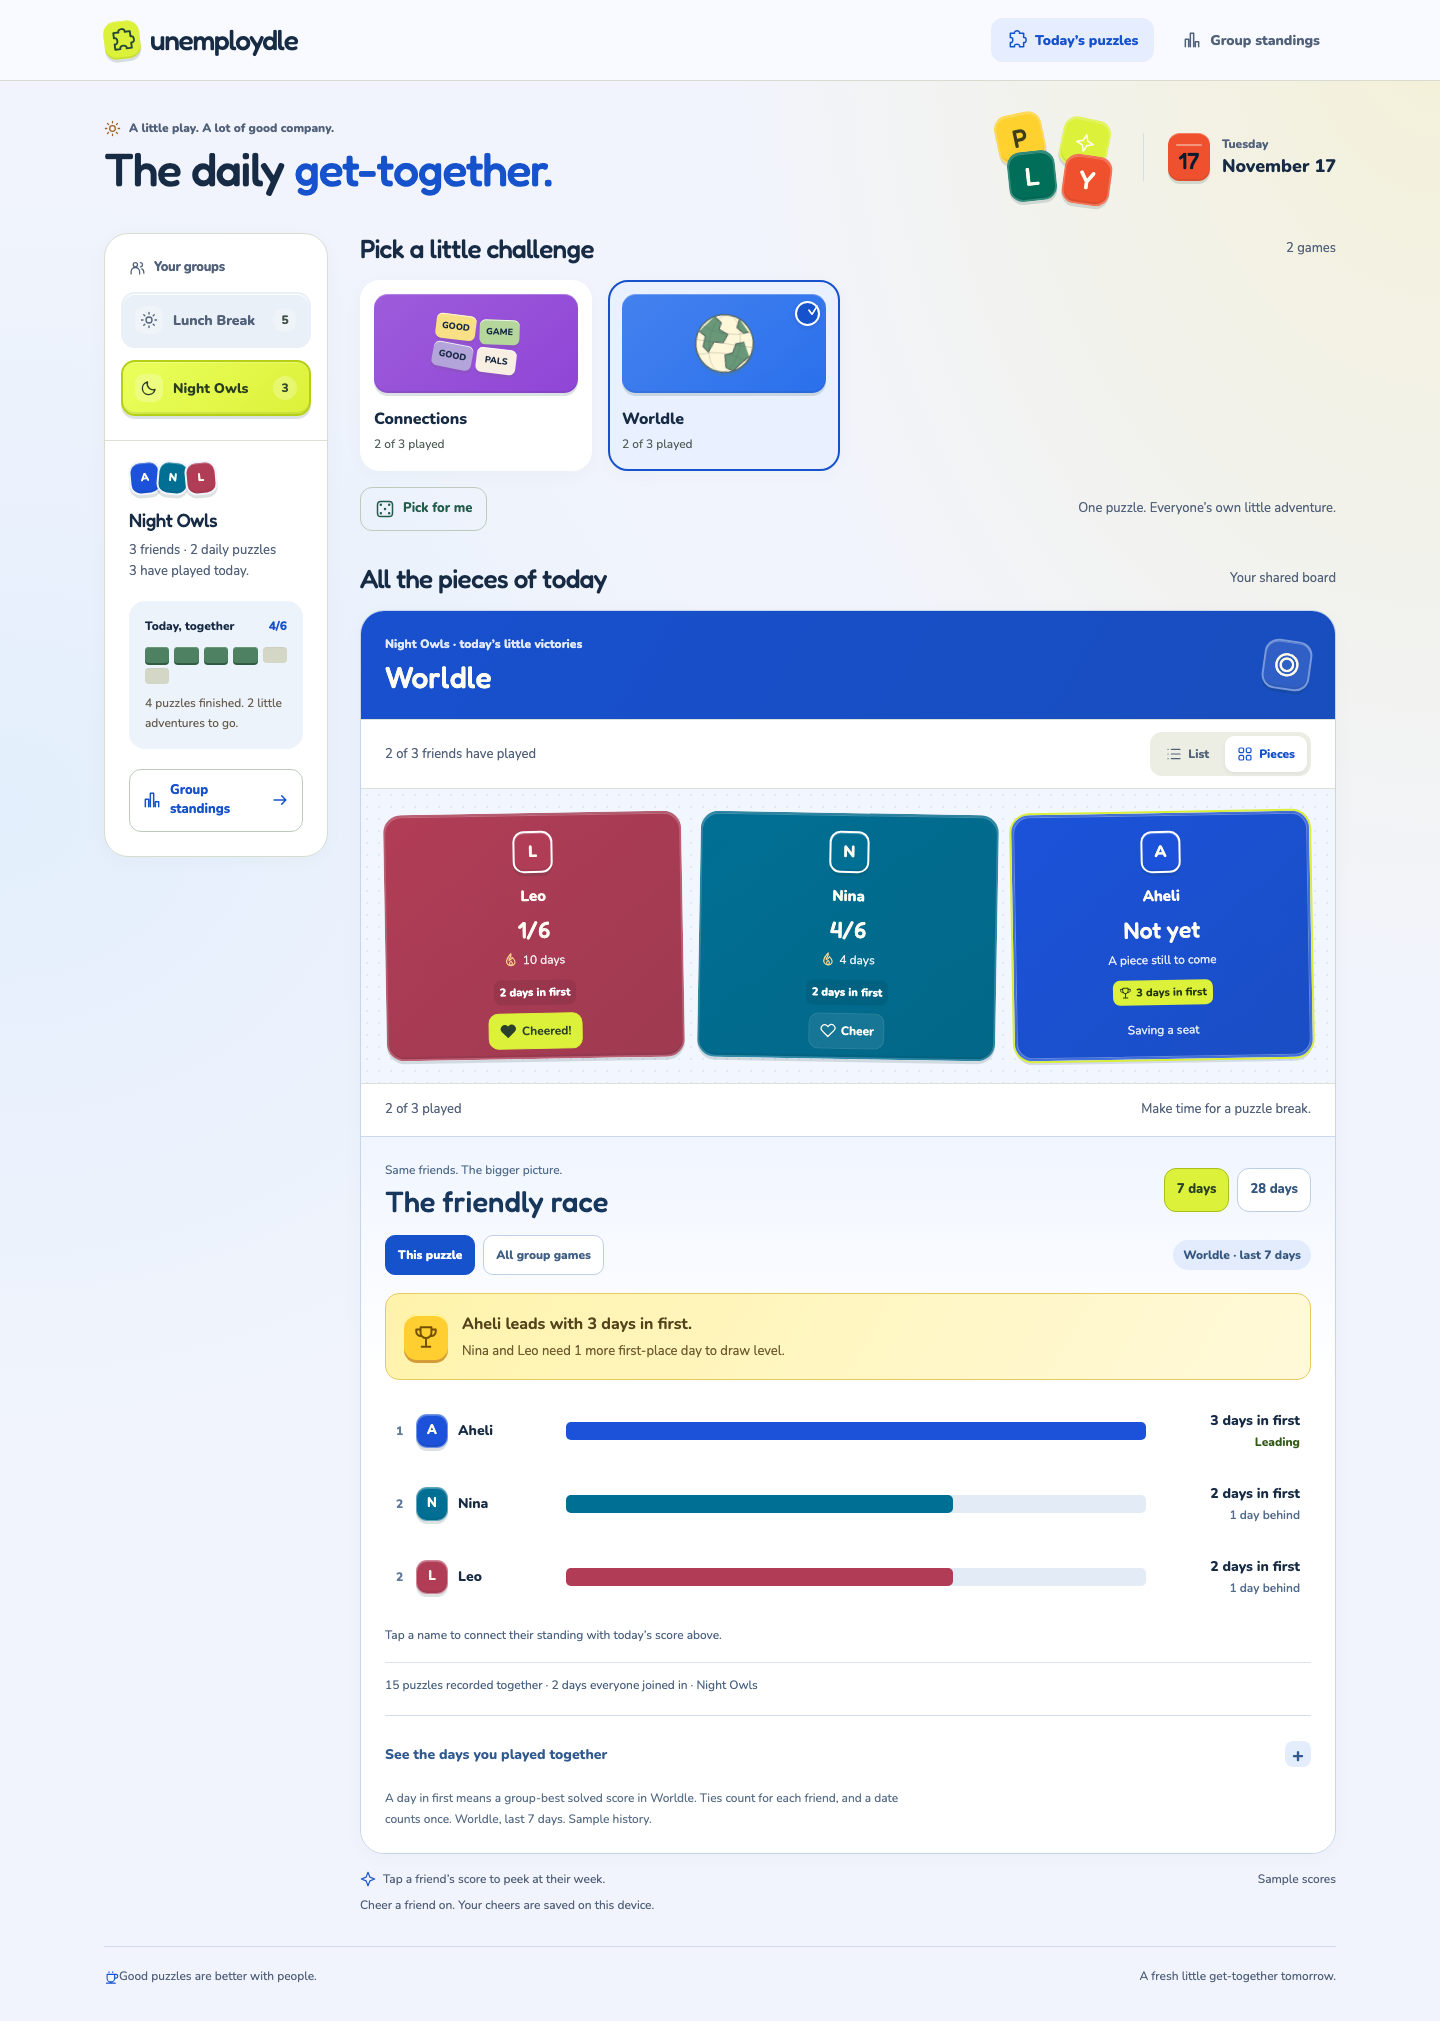 unemploydle
Today's puzzles
Group standings
A little play. A lot of good company.
The daily get-together.
P
L
Y
17
Tuesday
November 17
Your groups
Lunch Break 5
Night Owls 3
A N L
Night Owls
3 friends · 2 daily puzzles
3 have played today.
Today, together 4/6
4 puzzles finished. 2 little
adventures to go.
Group
standings
Pick a little challenge
2 games
GOOD GAME
GOOD PALS
Connections
2 of 3 played
Worldle
2 of 3 played
Pick for me
One puzzle. Everyone's own little adventure.
All the pieces of today
Your shared board
Night Owls · today's little victories
Worldle
2 of 3 friends have played
List
Pieces
L
Leo
1/6
10 days
2 days in first
Cheered!
N
Nina
4/6
4 days
2 days in first
Cheer
A
Aheli
Not yet
A piece still to come
3 days in first
Saving a seat
2 of 3 played
Make time for a puzzle break.
Same friends. The bigger picture.
The friendly race
7 days
28 days
This puzzle
All group games
Worldle · last 7 days
Aheli leads with 3 days in first.
Nina and Leo need 1 more first-place day to draw level.
1 A Aheli
3 days in first
Leading
2 N Nina
2 days in first
1 day behind
2 L Leo
2 days in first
1 day behind
Tap a name to connect their standing with today's score above.
15 puzzles recorded together · 2 days everyone joined in · Night Owls
See the days you played together
+
A day in first means a group-best solved score in Worldle. Ties count for each friend, and a date
counts once. Worldle, last 7 days. Sample history.
Tap a friend's score to peek at their week.
Sample scores
Cheer a friend on. Your cheers are saved on this device.
Good puzzles are better with people.
A fresh little get-together tomorrow.